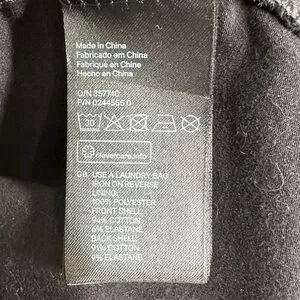 Made in China
Fabricado em China
Fabriqué en Chine
Hecho en China
O/N 357740
P/N 0244555 0
30
clevercare.info
GB: USE A LAUNDRY BAG
IRON ON REVERSE
LINING:
100% POLYESTER
FRONT SHELL:
94% COTTON
6% ELASTANE
BACK SHELL:
91% COTTON
9% ELASTANE